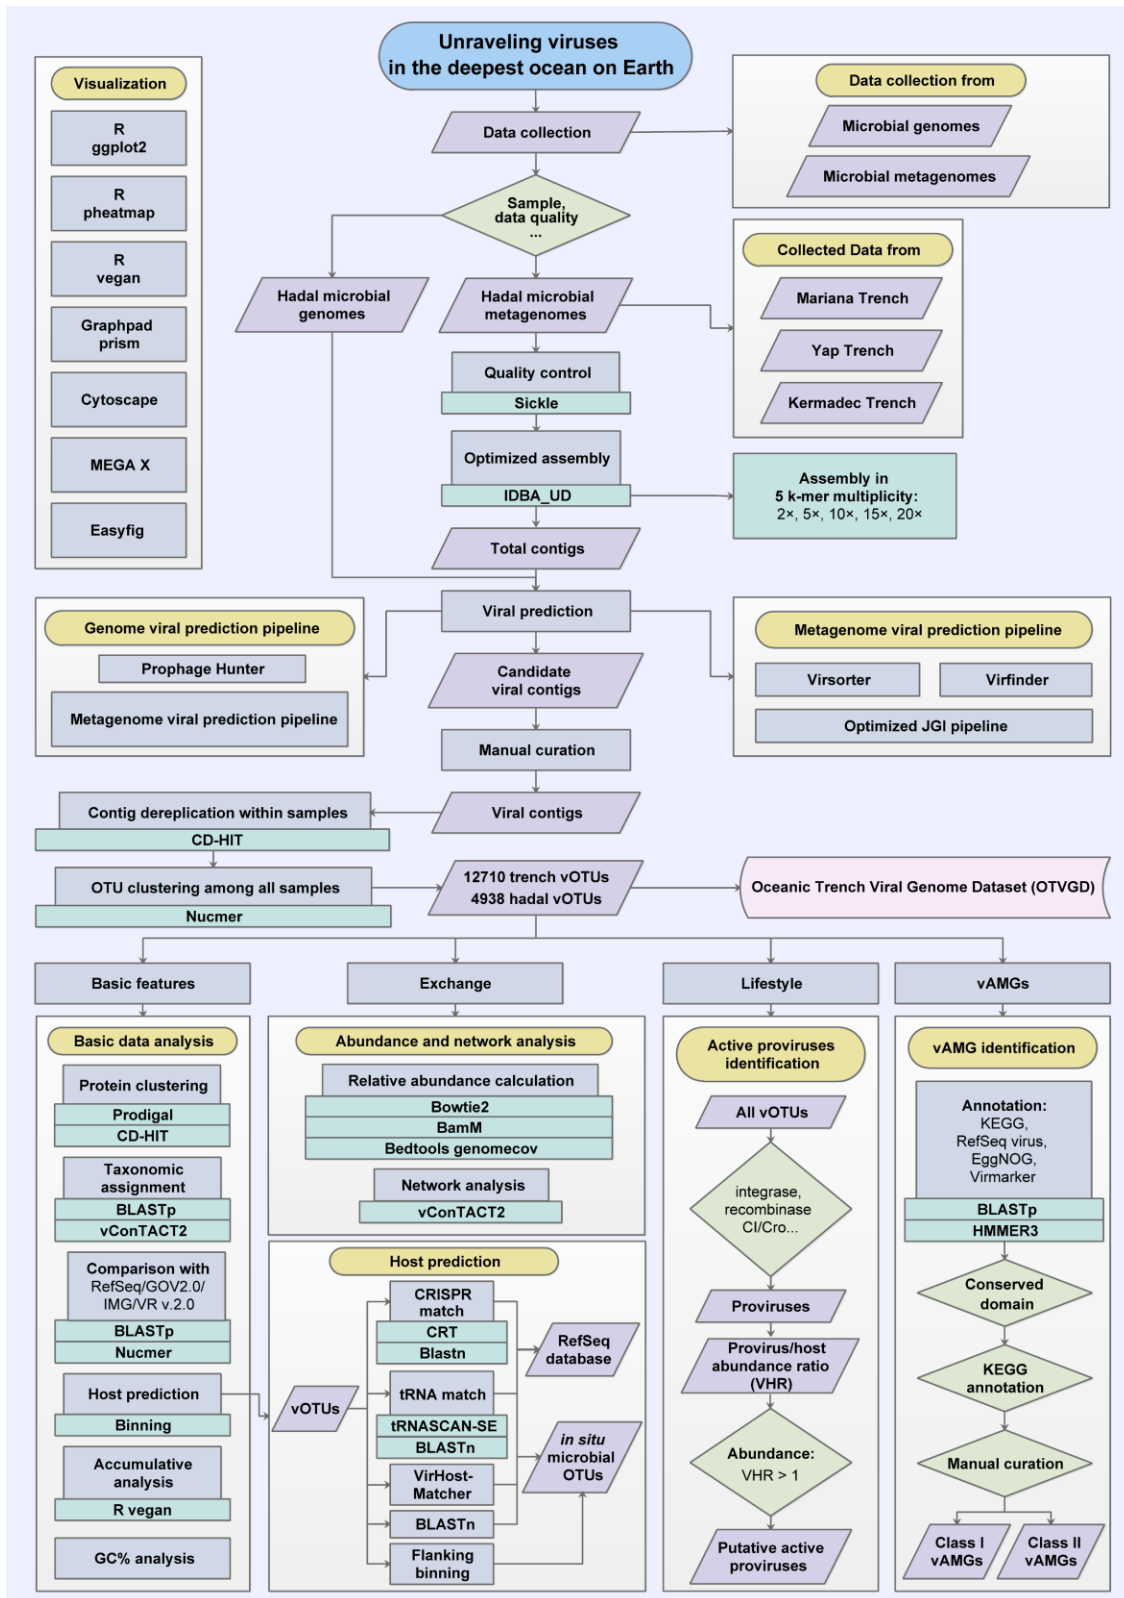 Unraveling viruses
in the deepest ocean on Earth
Visualization
R
ggplot2
R
pheatmap
R
vegan
Graphpad
prism
Cytoscape
MEGA X
Easyfig
Data collection
Data collection from
Microbial genomes
Microbial metagenomes
Sample,
data quality
...
Hadal microbial
genomes
Hadal microbial
metagenomes
Collected Data from
Mariana Trench
Yap Trench
Kermadec Trench
Quality control
Sickle
Optimized assembly
IDBA_UD
Assembly in
5 k-mer multiplicity:
2×, 5×, 10×, 15×, 20×
Total contigs
Viral prediction
Genome viral prediction pipeline
Prophage Hunter
Metagenome viral prediction pipeline
Metagenome viral prediction pipeline
Virsorter
Virfinder
Optimized JGI pipeline
Candidate
viral contigs
Manual curation
Viral contigs
Contig dereplication within samples
CD-HIT
OTU clustering among all samples
Nucmer
12710 trench vOTUs
4938 hadal vOTUs
Oceanic Trench Viral Genome Dataset (OTVGD)
Basic features
Exchange
Lifestyle
vAMGs
Basic data analysis
Protein clustering
Prodigal
CD-HIT
Taxonomic
assignment
BLASTp
vConTACT2
Comparison with
RefSeq/GOV2.0/
IMG/VR v.2.0
BLASTp
Nucmer
Host prediction
Binning
Accumulative
analysis
R vegan
GC% analysis
Abundance and network analysis
Relative abundance calculation
Bowtie2
BamM
Bedtools genomecov
Network analysis
vConTACT2
Host prediction
vOTUs
CRISPR
match
CRT
Blastn
tRNA match
tRNASCAN-SE
BLASTn
VirHost-
Matcher
BLASTn
Flanking
binning
RefSeq
database
in situ
microbial
OTUs
Active proviruses
identification
All vOTUs
integrase,
recombinase
CI/Cro...
Proviruses
Provirus/host
abundance ratio
(VHR)
Abundance:
VHR > 1
Putative active
proviruses
vAMG identification
Annotation:
KEGG,
RefSeq virus,
EggNOG,
Virmarker
BLASTp
HMMER3
Conserved
domain
KEGG
annotation
Manual curation
Class I
vAMGs
Class II
vAMGs